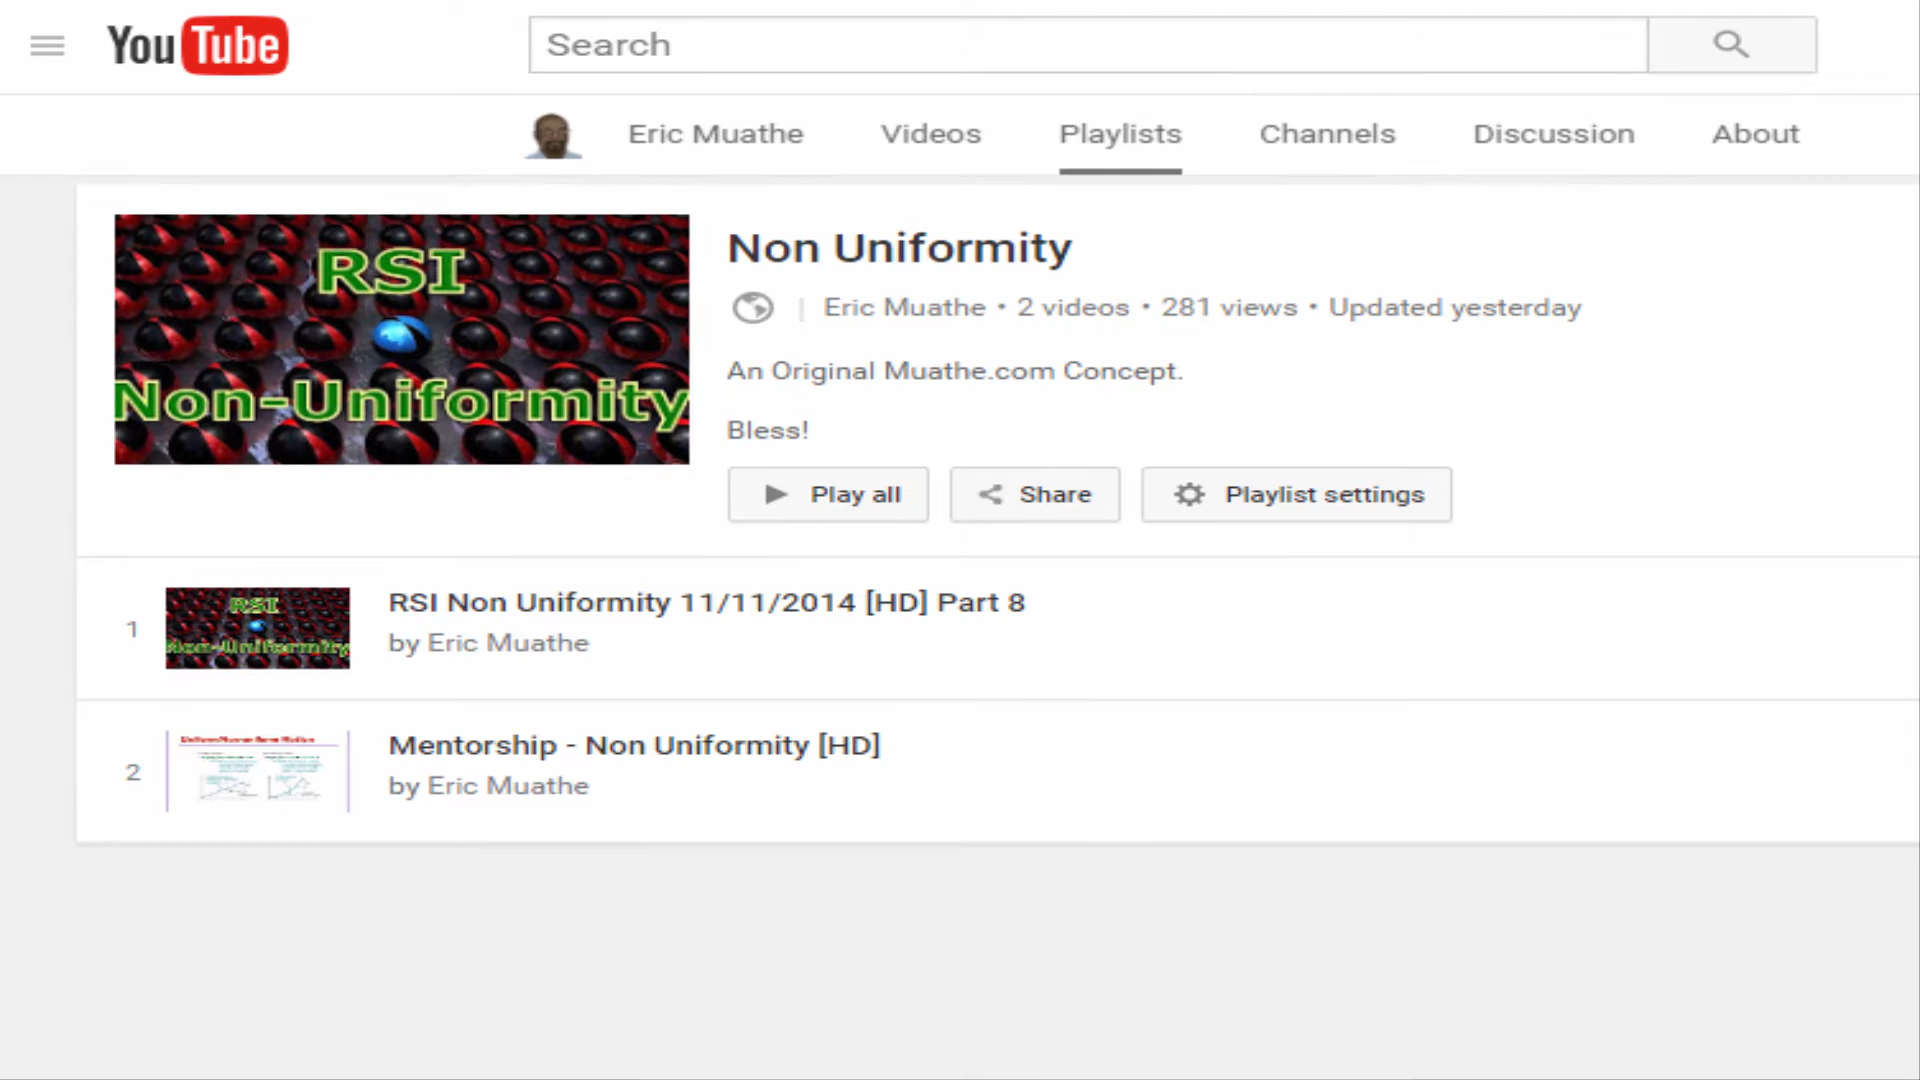 YouTube
Search
Eric Muathe Videos Playlists Channels Discussion About
RSI
Non-Uniformity
Non Uniformity
Eric Muathe • 2 videos • 281 views • Updated yesterday
An Original Muathe.com Concept.
Bless!
Play all Share Playlist settings
1
RSI
Non-Uniformity
RSI Non Uniformity 11/11/2014 [HD] Part 8
by Eric Muathe
2
Mentorship - Non Uniformity [HD]
by Eric Muathe